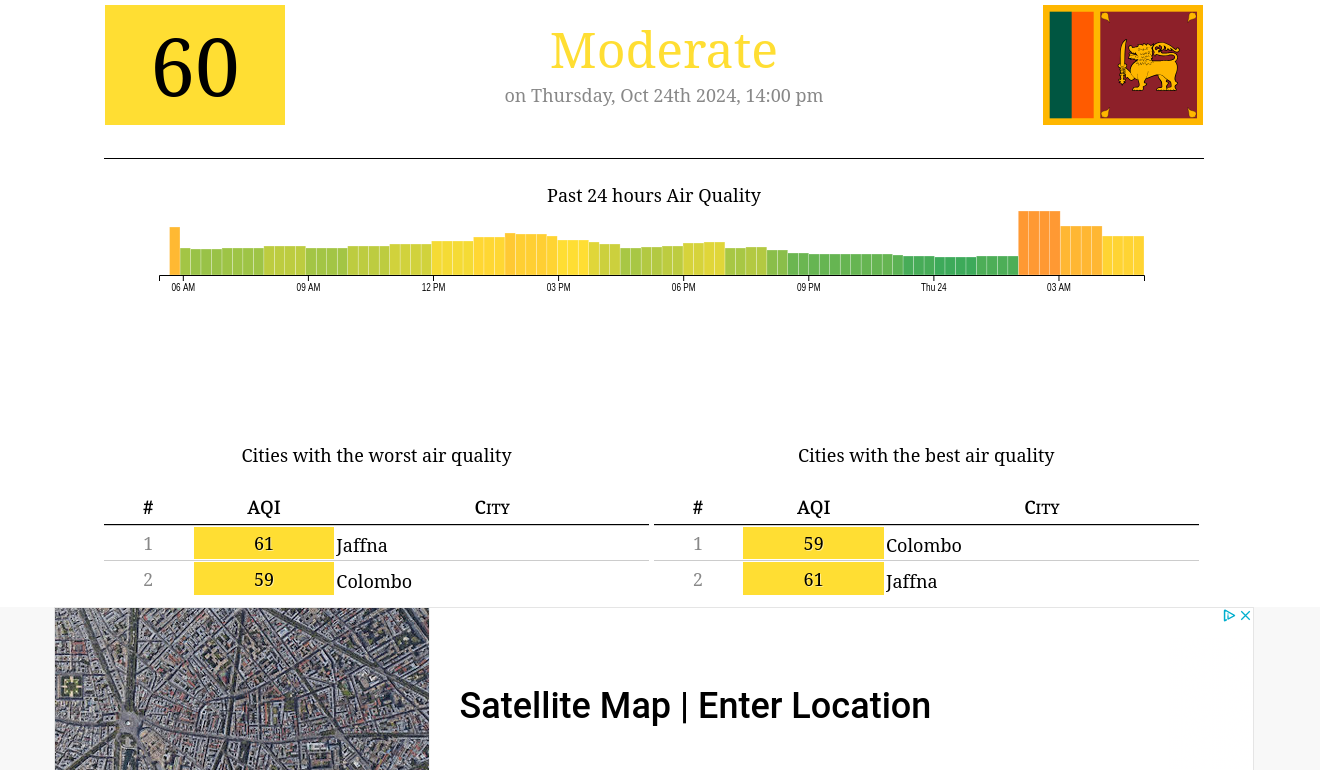 60
Moderate
on Thursday, Oct 24th 2024, 14:00 pm
Past 24 hours Air Quality
06 AM 09 AM 12 PM 03 PM 06 PM 09 PM Thu 24 03 AM
Cities with the worst air quality
# AQI City
1 61 Jaffna
2 59 Colombo
Cities with the best air quality
# AQI City
1 59 Colombo
2 61 Jaffna
Satellite Map | Enter Location